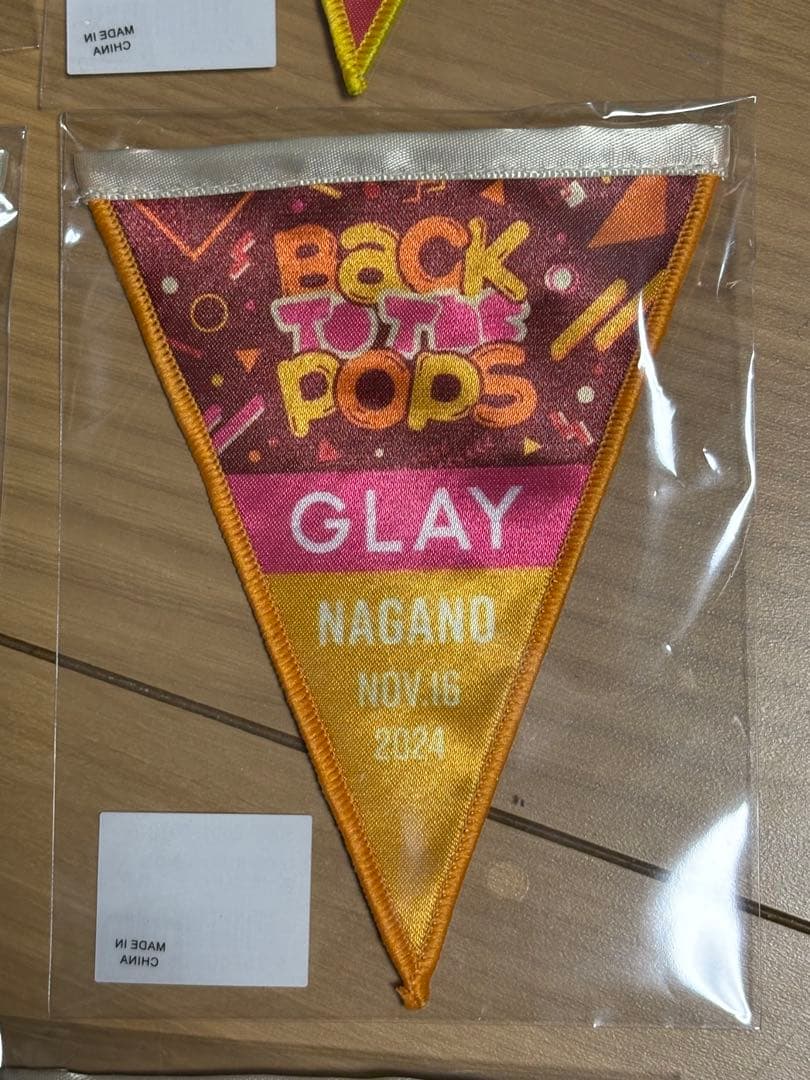 MADE IN
CHINA
BaCK
TO THE
POPS
GLAY
NAGANO
NOV.16
2024
MADE IN
CHINA